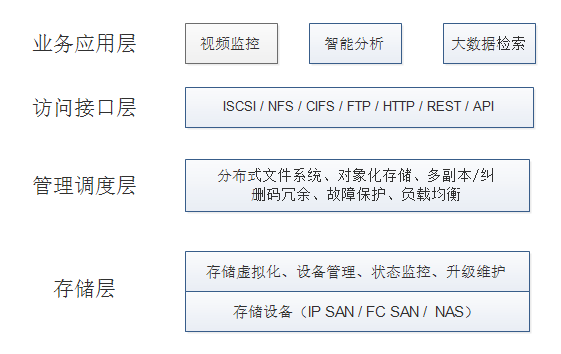 业务应用层 视频监控 智能分析 大数据检索
访问接口层 ISCSI / NFS / CIFS / FTP / HTTP / REST / API
管理调度层 分布式文件系统、对象化存储、多副本/纠
删码冗余、故障保护、负载均衡
存储层 存储虚拟化、设备管理、状态监控、升级维护
存储设备（IP SAN / FC SAN / NAS）